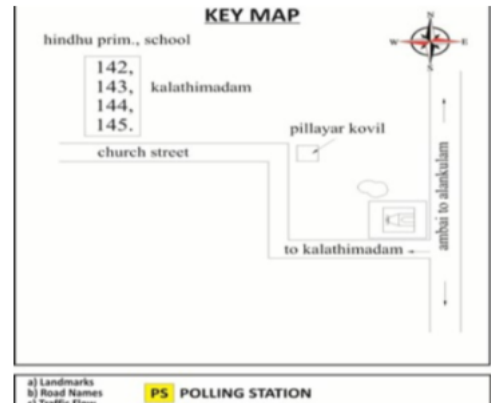 KEY MAP
N
hindhu prim., school
W E
S
142,
143, kalathimadam
144,
145.
pillayar kovil
church street
ambai to alankulam
to kalathimadam
a) Landmarks
b) Road Names
PS POLLING STATION